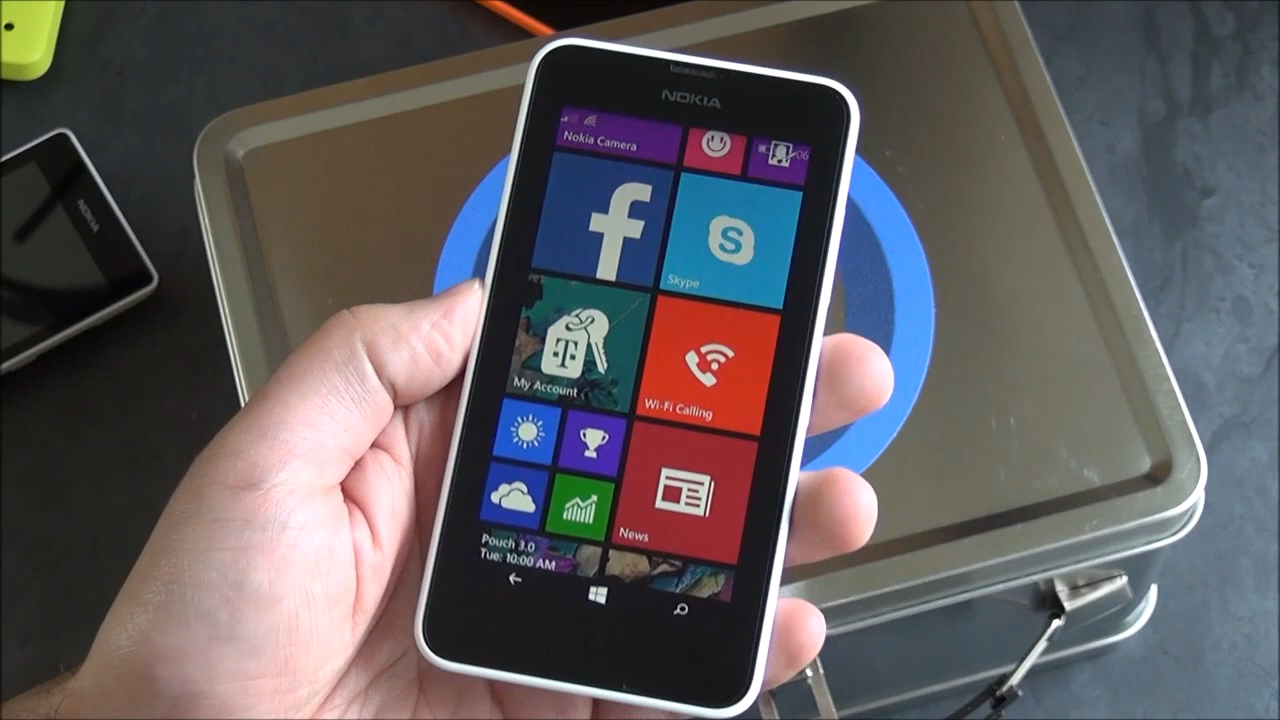 NOKIA
Nokia Camera
06
Skype
My Account
Wi-Fi Calling
News
Pouch 3.0
Tue: 10:00 AM
NOKIA